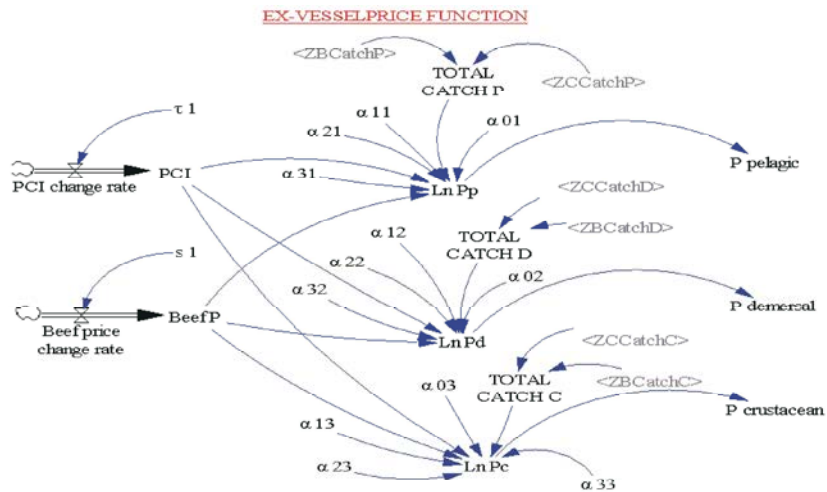 EX-VESSELPRICE FUNCTION
<ZBCatchP>
TOTAL
CATCH P
<ZCCatchP>
τ 1
α 11
α 21
α 01
P pelagic
PCI change rate
PCI
α 31
Ln Pp
<ZCCatchD>
<ZBCatchD>
α 12
TOTAL
CATCH D
s 1
α 22
α 02
α 32
P demersal
Beef price
change rate
Beef P
Ln Pd
<ZCCatchC>
α 03
TOTAL
CATCH C
<ZBCatchC>
P crustacean
α 13
α 23
Ln Pc
α 33